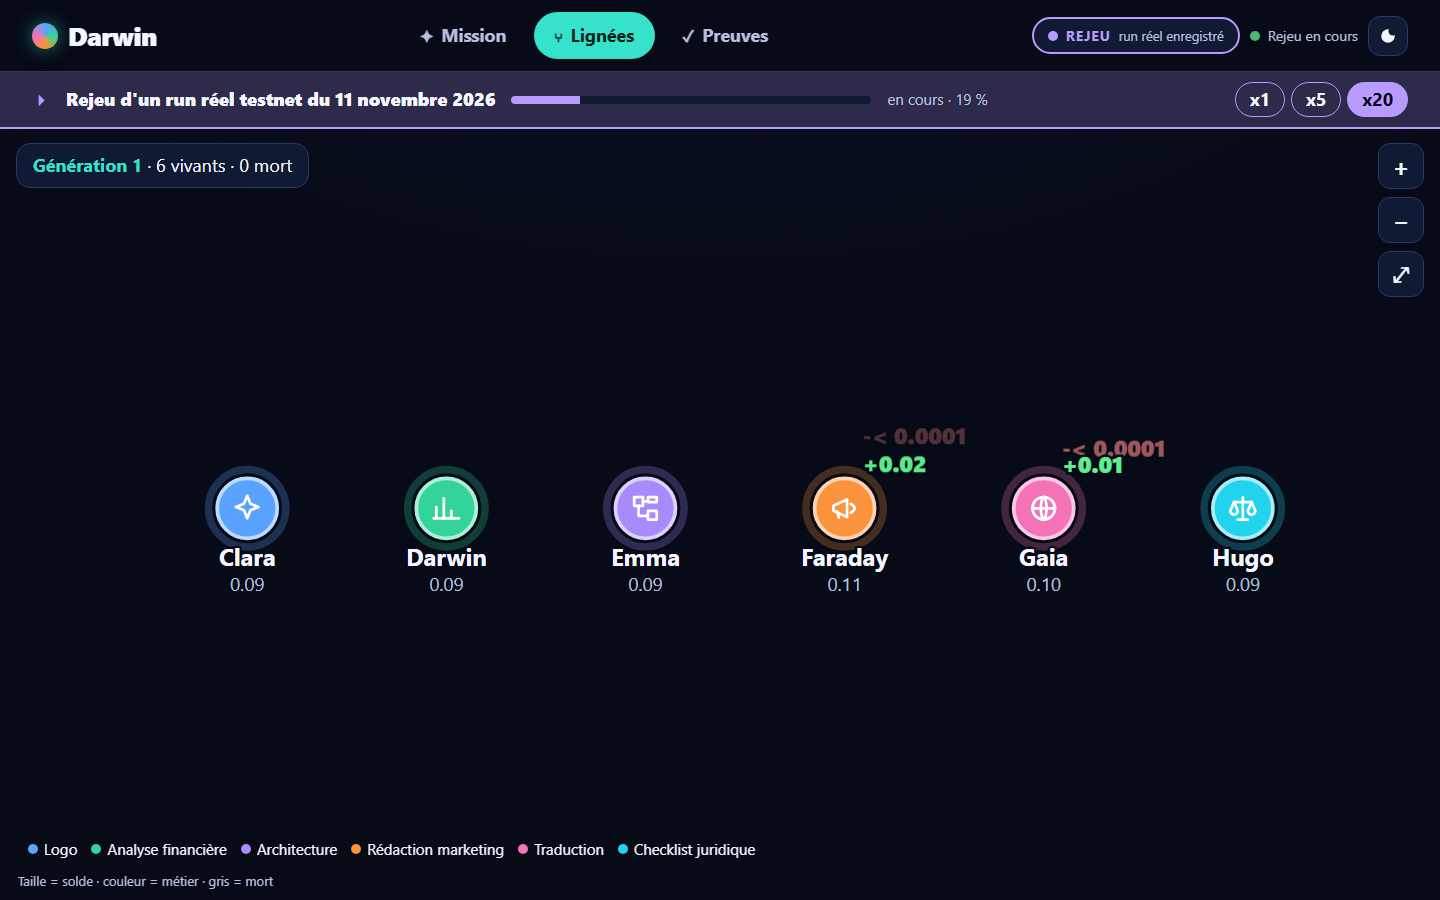 Darwin
Mission
Lignées
Preuves
REJEU run réel enregistré
Rejeu en cours
Rejeu d'un run réel testnet du 11 novembre 2026
en cours · 19 %
x1
x5
x20
Génération 1 · 6 vivants · 0 mort
+
−
-< 0.0001
+0.02
-< 0.0001
+0.01
Clara
0.09
Darwin
0.09
Emma
0.09
Faraday
0.11
Gaia
0.10
Hugo
0.09
Logo
Analyse financière
Architecture
Rédaction marketing
Traduction
Checklist juridique
Taille = solde · couleur = métier · gris = mort